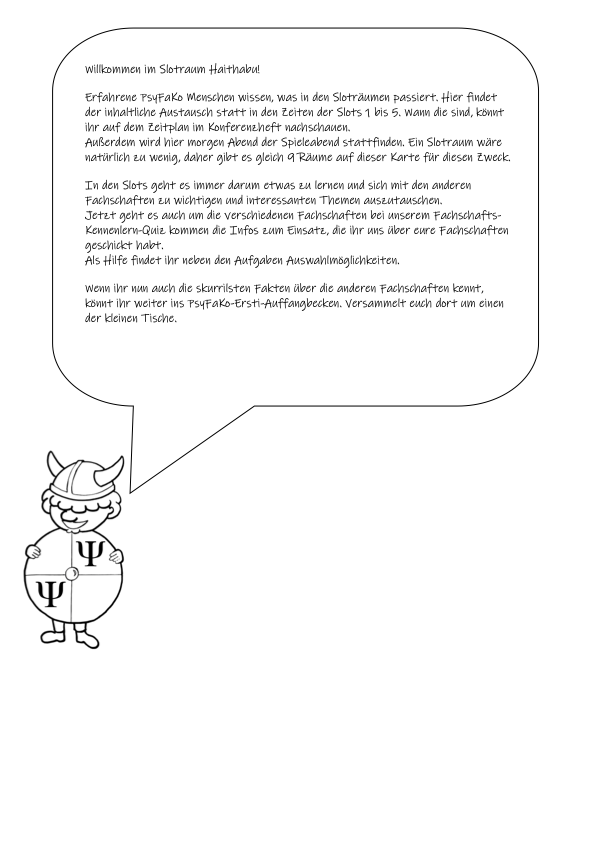 Willkommen im Slotraum Haithabu!
Erfahrene PsyFaKo Menschen wissen, was in den Sloträumen passiert. Hier findet
der inhaltliche Austausch statt in den Zeiten der Slots 1 bis 5. Wann die sind, könnt
ihr auf dem Zeitplan im Konferenzheft nachschauen.
Außerdem wird hier morgen Abend der Spieleabend stattfinden. Ein Slotraum wäre
natürlich zu wenig, daher gibt es gleich 9 Räume auf dieser Karte für diesen Zweck.
In den Slots geht es immer darum etwas zu lernen und sich mit den anderen
Fachschaften zu wichtigen und interessanten Themen auszutauschen.
Jetzt geht es auch um die verschiedenen Fachschaften bei unserem Fachschafts-
Kennenlern-Quiz kommen die Infos zum Einsatz, die ihr uns über eure Fachschaften
geschickt habt.
Als Hilfe findet ihr neben den Aufgaben Auswahlmöglichkeiten.
Wenn ihr nun auch die skurrilsten Fakten über die anderen Fachschaften kennt,
könnt ihr weiter ins PsyFaKo-Ersti-Auffangbecken. Versammelt euch dort um einen
der kleinen Tische.
Ψ
Ψ